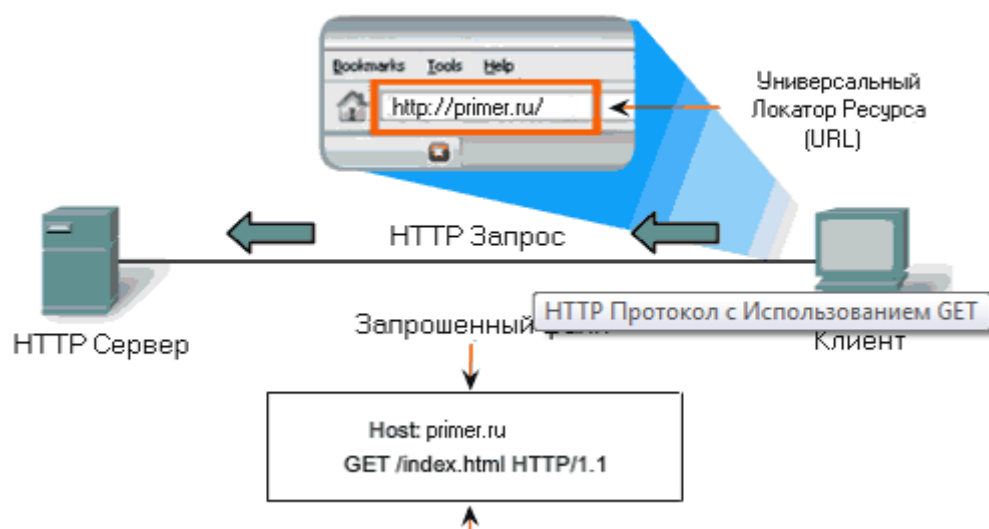 Bookmarks Tools Help
http://primer.ru/
Универсальный
Локатор Ресурса
(URL)
HTTP Запрос
HTTP Сервер
Запрошенный
HTTP Протокол с Использованием GET
Клиент
Host: primer.ru
GET /index.html HTTP/1.1